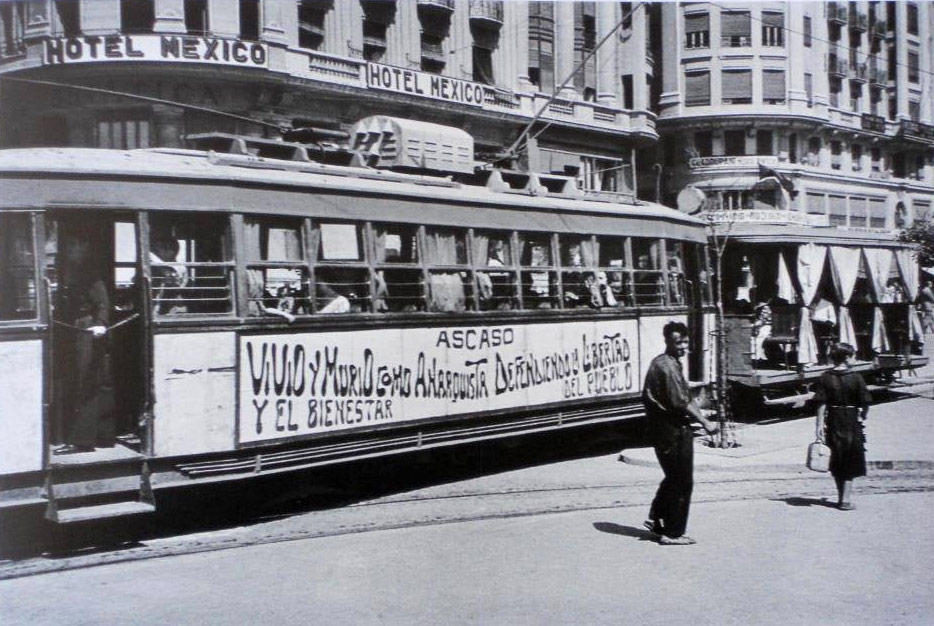 HOTEL MEXICO
HOTEL MEXICO
ASCASO
VIVIO Y MURIO COMO ANARQUISTA DEFENDIENDO LA LIBERTAD
Y EL BIENESTAR DEL PUEBLO